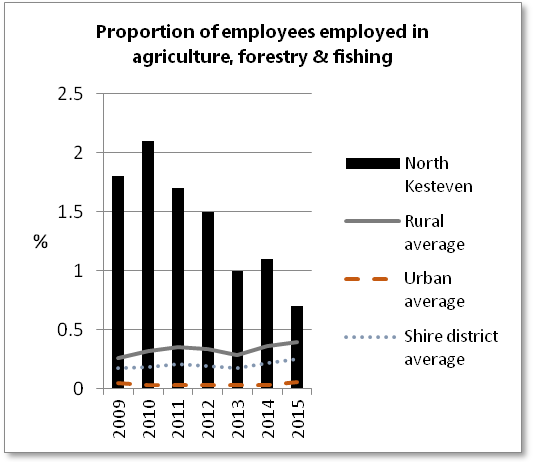 Proportion of employees employed in
agriculture, forestry & fishing
2.5
2
1.5
1
0.5
0
%
2009
2010
2011
2012
2013
2014
2015
North
Kesteven
Rural
average
Urban
average
Shire district
average